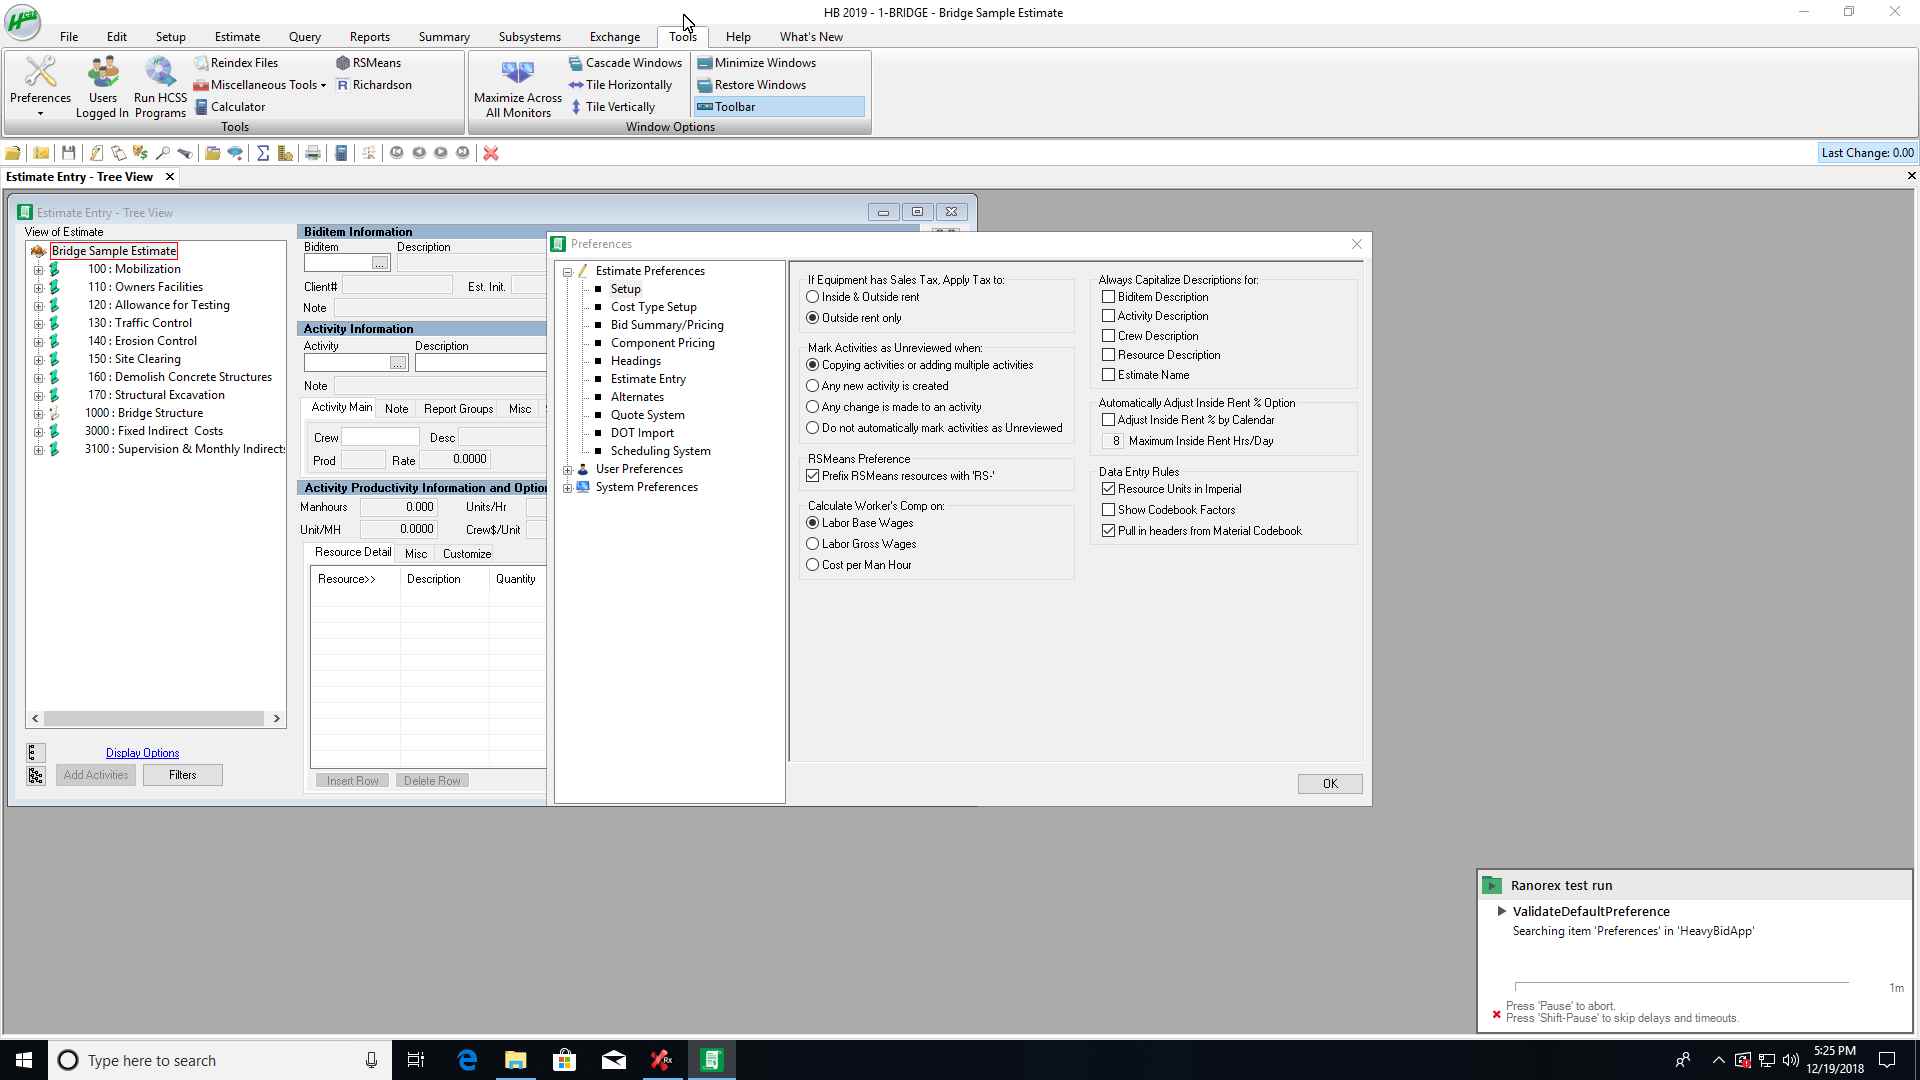 HB 2019 - 1-BRIDGE - Bridge Sample Estimate
File Edit Setup Estimate Query Reports Summary Subsystems Exchange Tools Help What's New
Preferences
Users Logged In
Run HCSS Programs
Reindex Files
Miscellaneous Tools
Calculator
RSMeans
Richardson
Tools
Maximize Across All Monitors
Cascade Windows
Tile Horizontally
Tile Vertically
Minimize Windows
Restore Windows
Toolbar
Window Options
Last Change: 0.00
Estimate Entry - Tree View
Estimate Entry - Tree View
View of Estimate
Bridge Sample Estimate
100 : Mobilization
110 : Owners Facilities
120 : Allowance for Testing
130 : Traffic Control
140 : Erosion Control
150 : Site Clearing
160 : Demolish Concrete Structures
170 : Structural Excavation
1000 : Bridge Structure
3000 : Fixed Indirect Costs
3100 : Supervision & Monthly Indirects
Display Options
Add Activities
Filters
Biditem Information
Biditem Description
...
Client# Est. Init.
Note
Activity Information
Activity Description
...
Note
Activity Main Note Report Groups Misc
Crew Desc
Prod Rate 0.0000
Activity Productivity Information and Option
Manhours 0.000 Units/Hr
Unit/MH 0.0000 Crew$/Unit
Resource Detail Misc Customize
Resource>> Description Quantity
Insert Row Delete Row
Preferences
Estimate Preferences
Setup
Cost Type Setup
Bid Summary/Pricing
Component Pricing
Headings
Estimate Entry
Alternates
Quote System
DOT Import
Scheduling System
User Preferences
System Preferences
If Equipment has Sales Tax, Apply Tax to:
Inside & Outside rent
Outside rent only
Mark Activities as Unreviewed when:
Copying activities or adding multiple activities
Any new activity is created
Any change is made to an activity
Do not automatically mark activities as Unreviewed
RSMeans Preference
Prefix RSMeans resources with 'RS-'
Calculate Worker's Comp on:
Labor Base Wages
Labor Gross Wages
Cost per Man Hour
Always Capitalize Descriptions for:
Biditem Description
Activity Description
Crew Description
Resource Description
Estimate Name
Automatically Adjust Inside Rent % Option
Adjust Inside Rent % by Calendar
8 Maximum Inside Rent Hrs/Day
Data Entry Rules
Resource Units in Imperial
Show Codebook Factors
Pull in headers from Material Codebook
OK
Ranorex test run
ValidateDefaultPreference
Searching item 'Preferences' in 'HeavyBidApp'
1m
Press 'Pause' to abort.
Press 'Shift-Pause' to skip delays and timeouts.
Type here to search
5:25 PM
12/19/2018